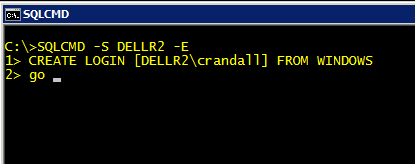 SQLCMD
C:\>SQLCMD -S DELLR2 -E
1> CREATE LOGIN [DELLR2\crandall] FROM WINDOWS
2> go